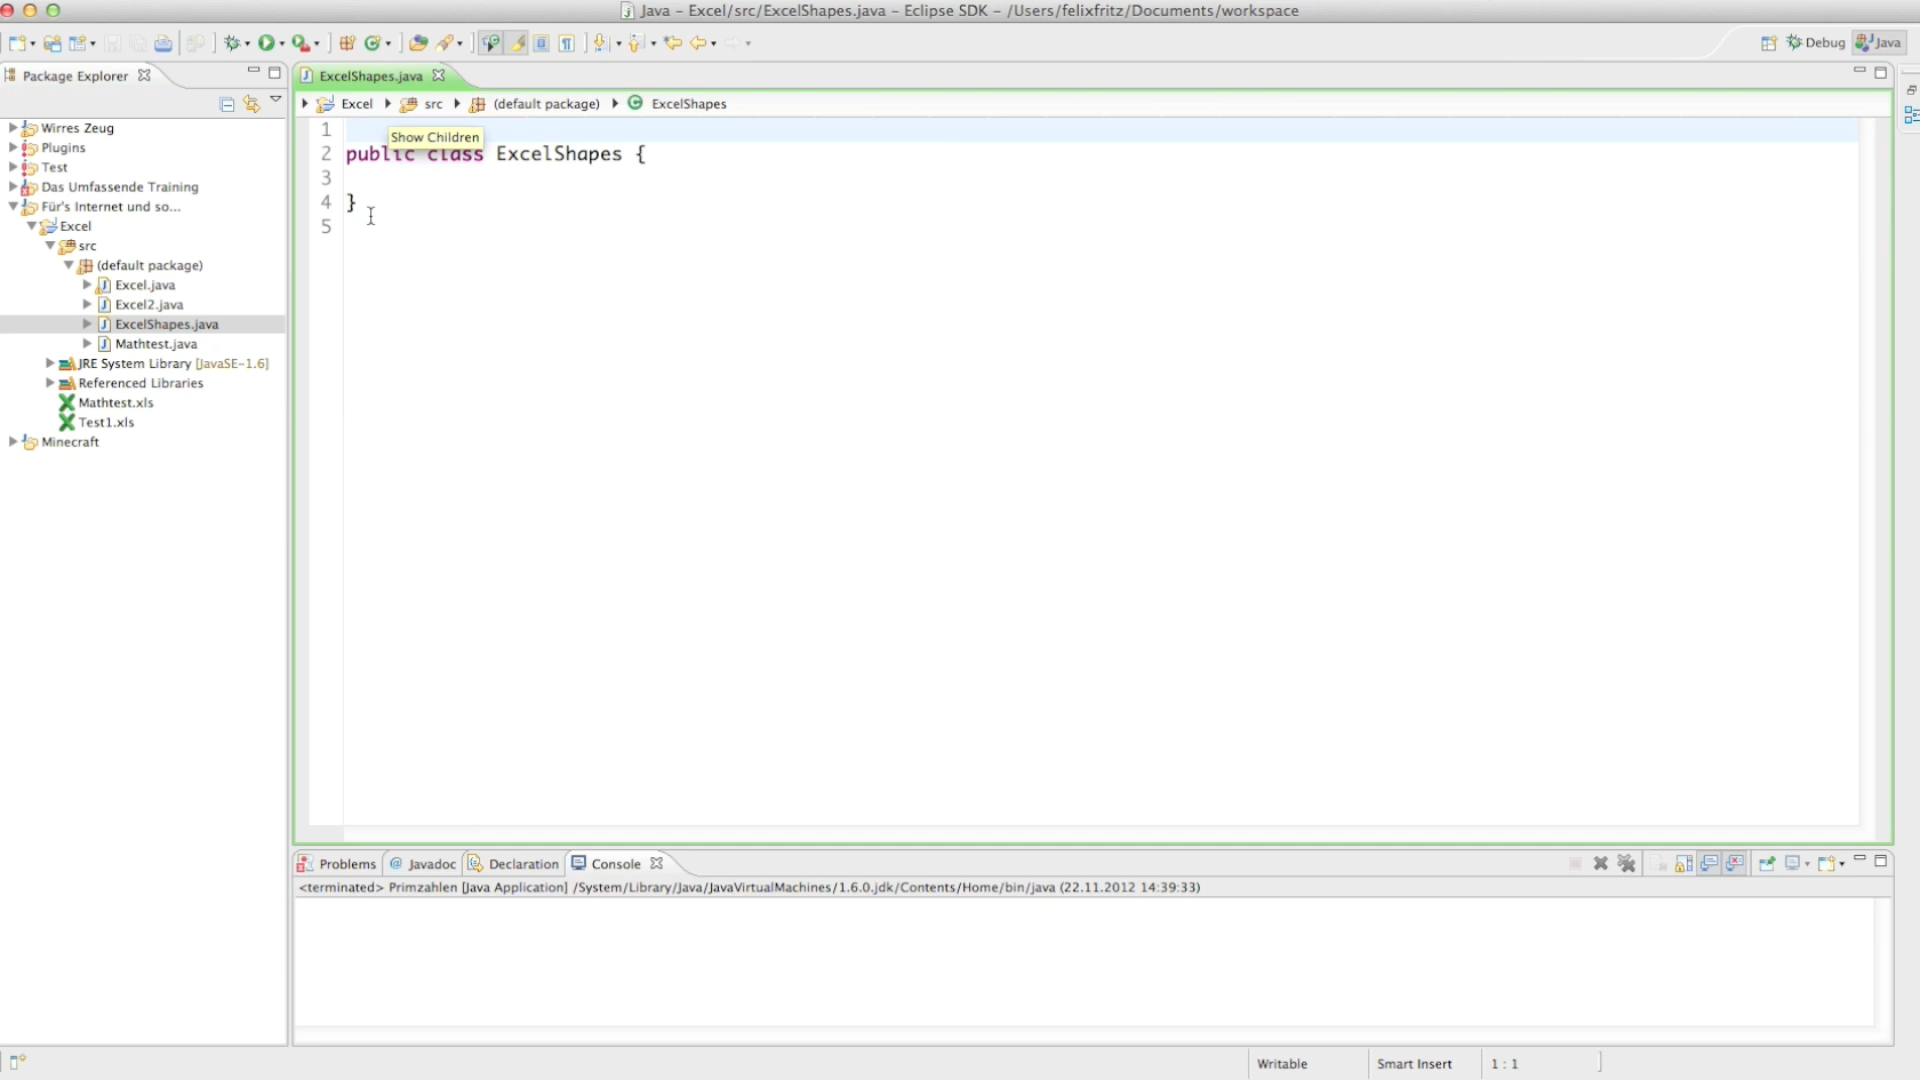 Java – Excel/src/ExcelShapes.java – Eclipse SDK – /Users/felixfritz/Documents/workspace
Debug
Java
Package Explorer
ExcelShapes.java
Excel
src
(default package)
ExcelShapes
Wirres Zeug
Plugins
Test
Das Umfassende Training
Für's Internet und so...
Excel
src
(default package)
Excel.java
Excel2.java
ExcelShapes.java
Mathtest.java
JRE System Library [JavaSE-1.6]
Referenced Libraries
Mathtest.xls
Test1.xls
Minecraft
Show Children
1
2 public class ExcelShapes {
3
4 }
5
Problems
Javadoc
Declaration
Console
<terminated> Primzahlen [Java Application] /System/Library/Java/JavaVirtualMachines/1.6.0.jdk/Contents/Home/bin/java (22.11.2012 14:39:33)
Writable
Smart Insert
1 : 1